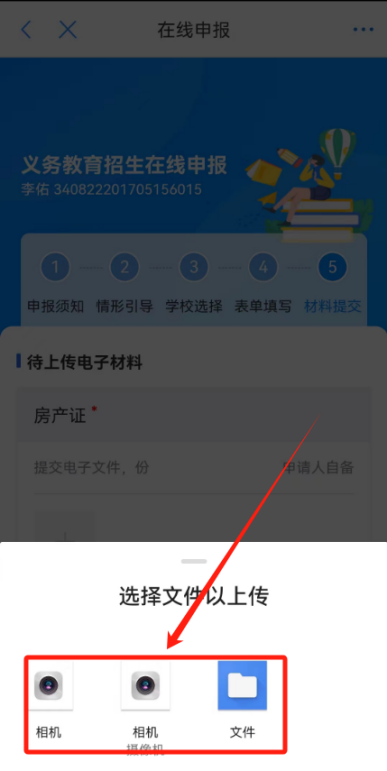 在线申报
义务教育招生在线申报
李佑 340822201705156015
1 2 3 4 5
申报须知 情形引导 学校选择 表单填写 材料提交
待上传电子材料
房产证 *
提交电子文件，份 申请人自备
选择文件以上传
相机 相机 文件
摄像机